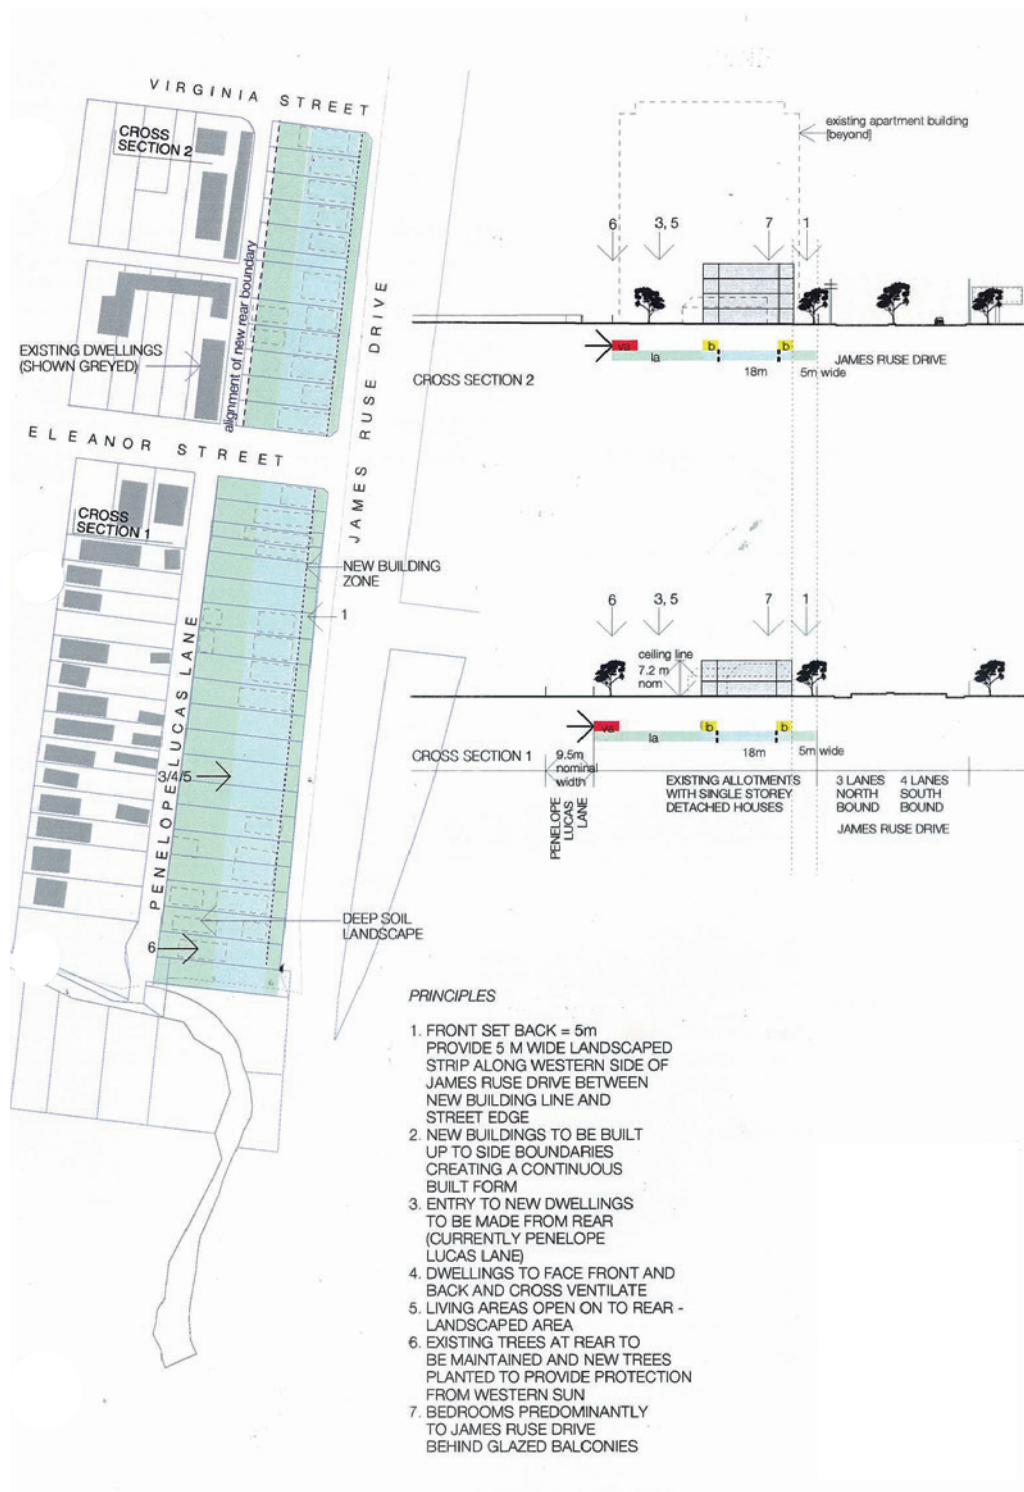 VIRGINIA STREET
CROSS
SECTION 2
existing apartment building
[beyond]
6
3, 5
7
1
alignment of new rear boundary
JAMES RUSE DRIVE
EXISTING DWELLINGS
(SHOWN GREYED)
va
la
b
b
18m
5m wide
JAMES RUSE DRIVE
CROSS SECTION 2
ELEANOR STREET
CROSS
SECTION 1
NEW BUILDING
ZONE
1
6
3, 5
7
1
ceiling line
7.2 m
nom
PENELOPE LUCAS LANE
va
la
b
b
18m
5m wide
CROSS SECTION 1
9.5m
nominal
width
PENELOPE
LUCAS
LANE
EXISTING ALLOTMENTS
WITH SINGLE STOREY
DETACHED HOUSES
3 LANES
NORTH
BOUND
4 LANES
SOUTH
BOUND
JAMES RUSE DRIVE
3/4/5
DEEP SOIL
LANDSCAPE
6
PRINCIPLES
1. FRONT SET BACK = 5m
PROVIDE 5 M WIDE LANDSCAPED
STRIP ALONG WESTERN SIDE OF
JAMES RUSE DRIVE BETWEEN
NEW BUILDING LINE AND
STREET EDGE
2. NEW BUILDINGS TO BE BUILT
UP TO SIDE BOUNDARIES
CREATING A CONTINUOUS
BUILT FORM
3. ENTRY TO NEW DWELLINGS
TO BE MADE FROM REAR
(CURRENTLY PENELOPE
LUCAS LANE)
4. DWELLINGS TO FACE FRONT AND
BACK AND CROSS VENTILATE
5. LIVING AREAS OPEN ON TO REAR -
LANDSCAPED AREA
6. EXISTING TREES AT REAR TO
BE MAINTAINED AND NEW TREES
PLANTED TO PROVIDE PROTECTION
FROM WESTERN SUN
7. BEDROOMS PREDOMINANTLY
TO JAMES RUSE DRIVE
BEHIND GLAZED BALCONIES